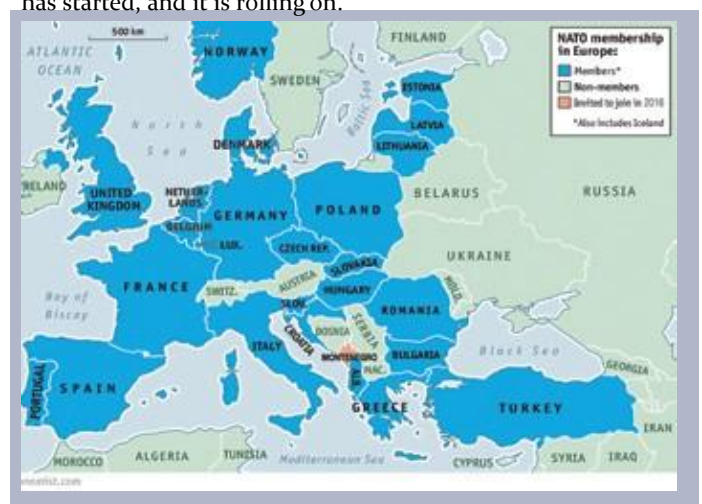 has started, and it is rolling on.
500 km
ATLANTIC
OCEAN
NORWAY
FINLAND
NATO membership
in Europe:
Members*
Non-members
Invited to join in 2016
*Also includes Iceland
SWEDEN
Baltic Sea
ESTONIA
North
Sea
LATVIA
DENMARK
LITHUANIA
RELAND
UNITED
KINGDOM
NETHER-
LANDS
BELARUS
RUSSIA
GERMANY
POLAND
BELGIUM
LUX.
CZECH REP.
UKRAINE
SLOVAKIA
FRANCE
SWITZ.
AUSTRIA
HUNGARY
MOLD.
Bay of
Biscay
SLOV.
ROMANIA
CROATIA
BOSNIA
SERBIA
ITALY
MONTENEGRO
BULGARIA
Black Sea
MAC.
GEORGIA
PORTUGAL
SPAIN
ALB.
GREECE
TURKEY
IRAN
MOROCCO
ALGERIA
TUNISIA
Mediterranean Sea
CYPRUS
SYRIA
IRAQ